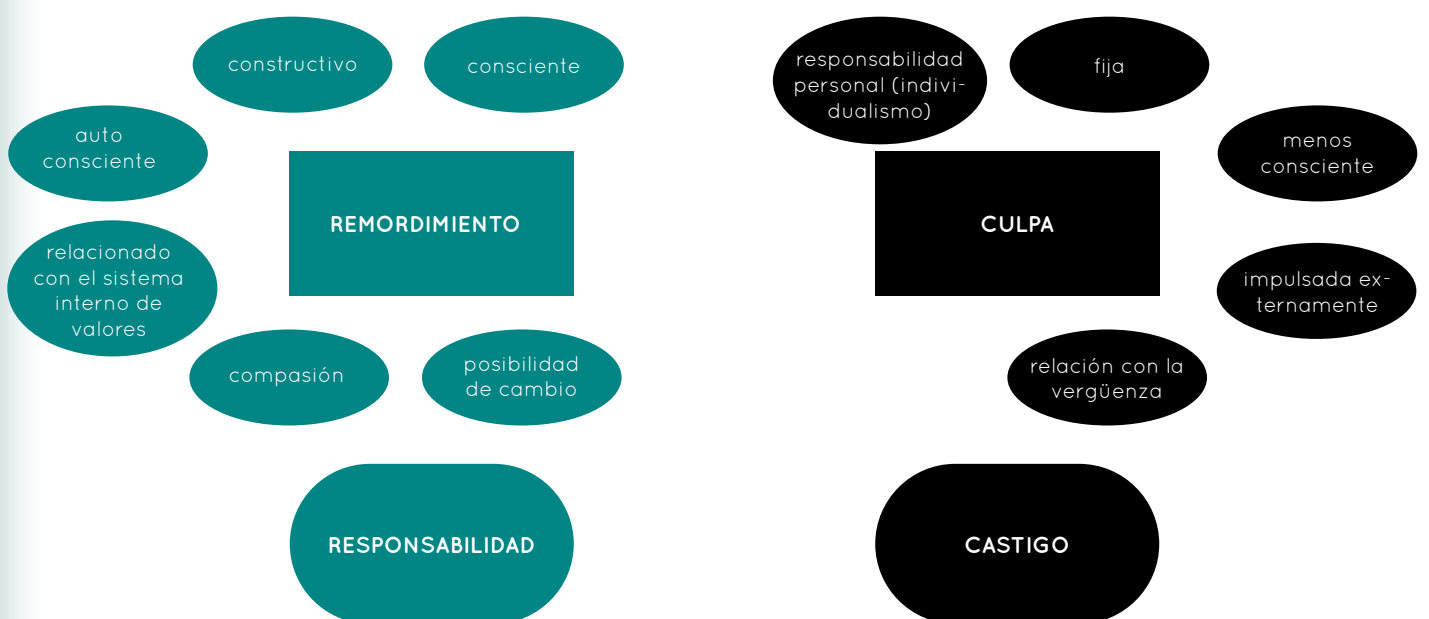 constructivo
consciente
auto
consciente
REMORDIMIENTO
relacionado
con el sistema
interno de
valores
compasión
posibilidad
de cambio
RESPONSABILIDAD
responsabilidad
personal (indivi-
dualismo)
fija
menos
consciente
CULPA
impulsada ex-
ternamente
relación con la
vergüenza
CASTIGO